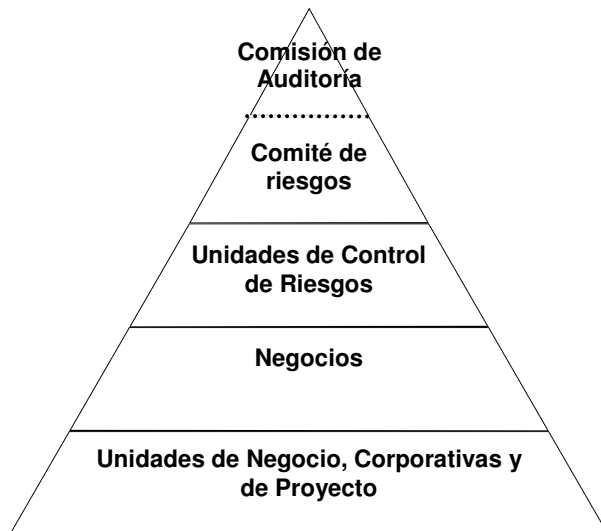 Comisión de
Auditoría
Comité de
riesgos
Unidades de Control
de Riesgos
Negocios
Unidades de Negocio, Corporativas y
de Proyecto